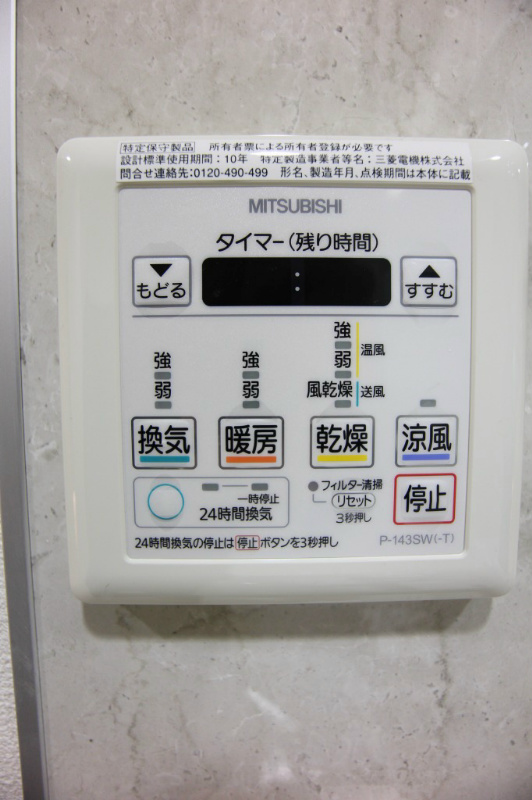 特定保守製品 所有者票による所有者登録が必要です
設計標準使用期間：10年 特定製造事業者等名：三菱電機株式会社
問合せ連絡先:0120-490-499 形名、製造年月、点検期間は本体に記載
MITSUBISHI
タイマー(残り時間)
▼
もどる
:
▲
すすむ
強
弱
強
弱
強
弱
温風
風乾燥
送風
換気
暖房
乾燥
涼風
一時停止
24時間換気
フィルター清掃
リセット
3秒押し
停止
24時間換気の停止は停止ボタンを3秒押し
P-143SW(-T)